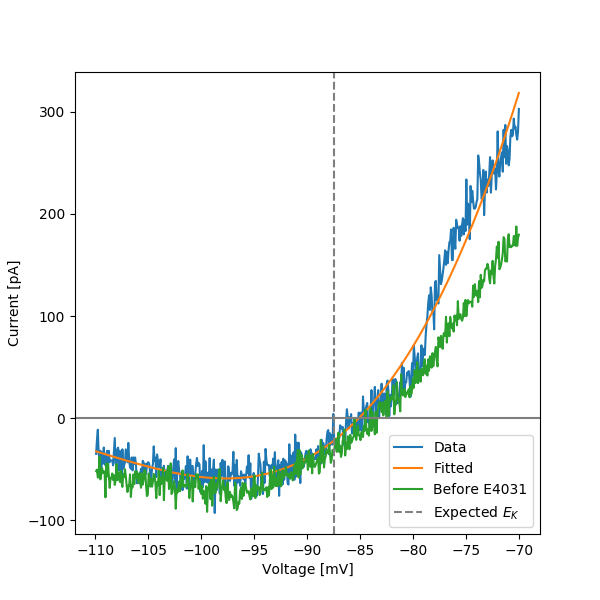 300
200
100
0
−100
Current [pA]
Data
Fitted
Before E4031
Expected E_K
−110 −105 −100 −95 −90 −85 −80 −75 −70
Voltage [mV]